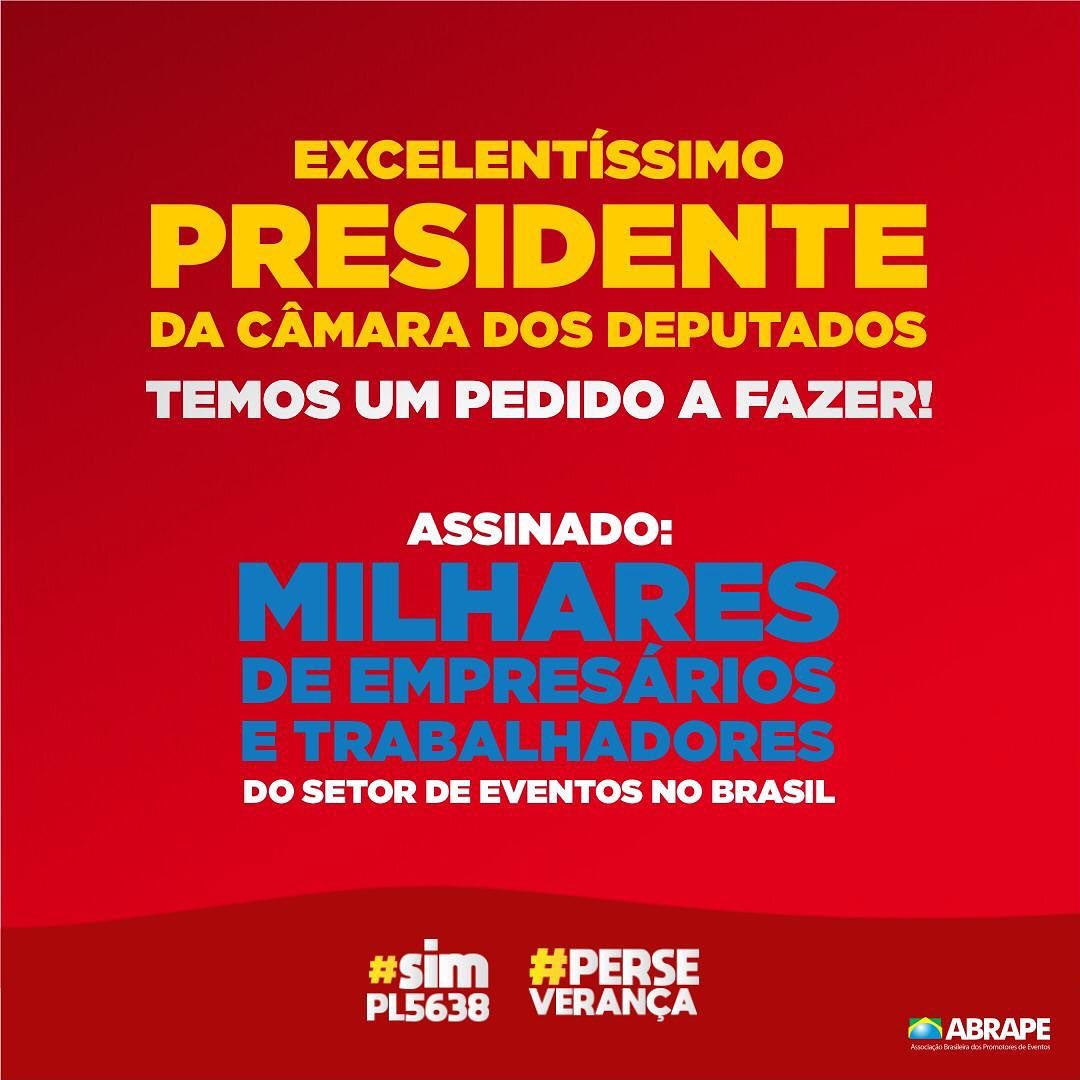 EXCELENTÍSSIMO
PRESIDENTE
DA CÂMARA DOS DEPUTADOS
TEMOS UM PEDIDO A FAZER!
ASSINADO:
MILHARES
DE EMPRESÁRIOS
E TRABALHADORES
DO SETOR DE EVENTOS NO BRASIL
#sim
PL5638
#PERSE
VERANÇA
ABRAPE
Associação Brasileira dos Promotores de Eventos